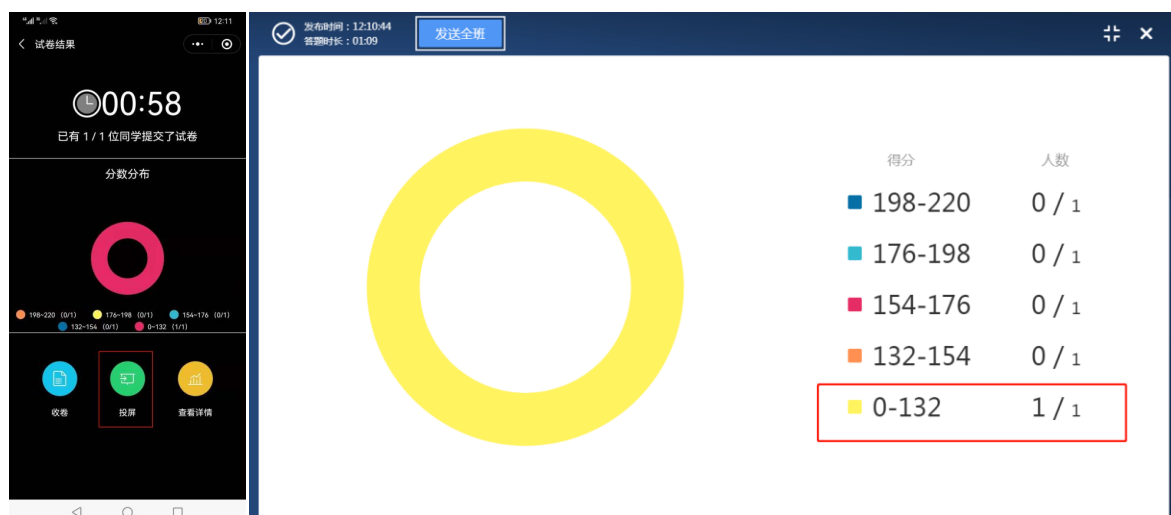 12:11
试卷结果
00:58
已有 1 / 1 位同学提交了试卷
分数分布
198-220 (0/1) 176-198 (0/1) 154-176 (0/1)
132-154 (0/1) 0-132 (1/1)
收卷 投屏 查看详情
发布时间：12:10:44
答题时长：01:09
发送全班
得分 人数
198-220 0 / 1
176-198 0 / 1
154-176 0 / 1
132-154 0 / 1
0-132 1 / 1